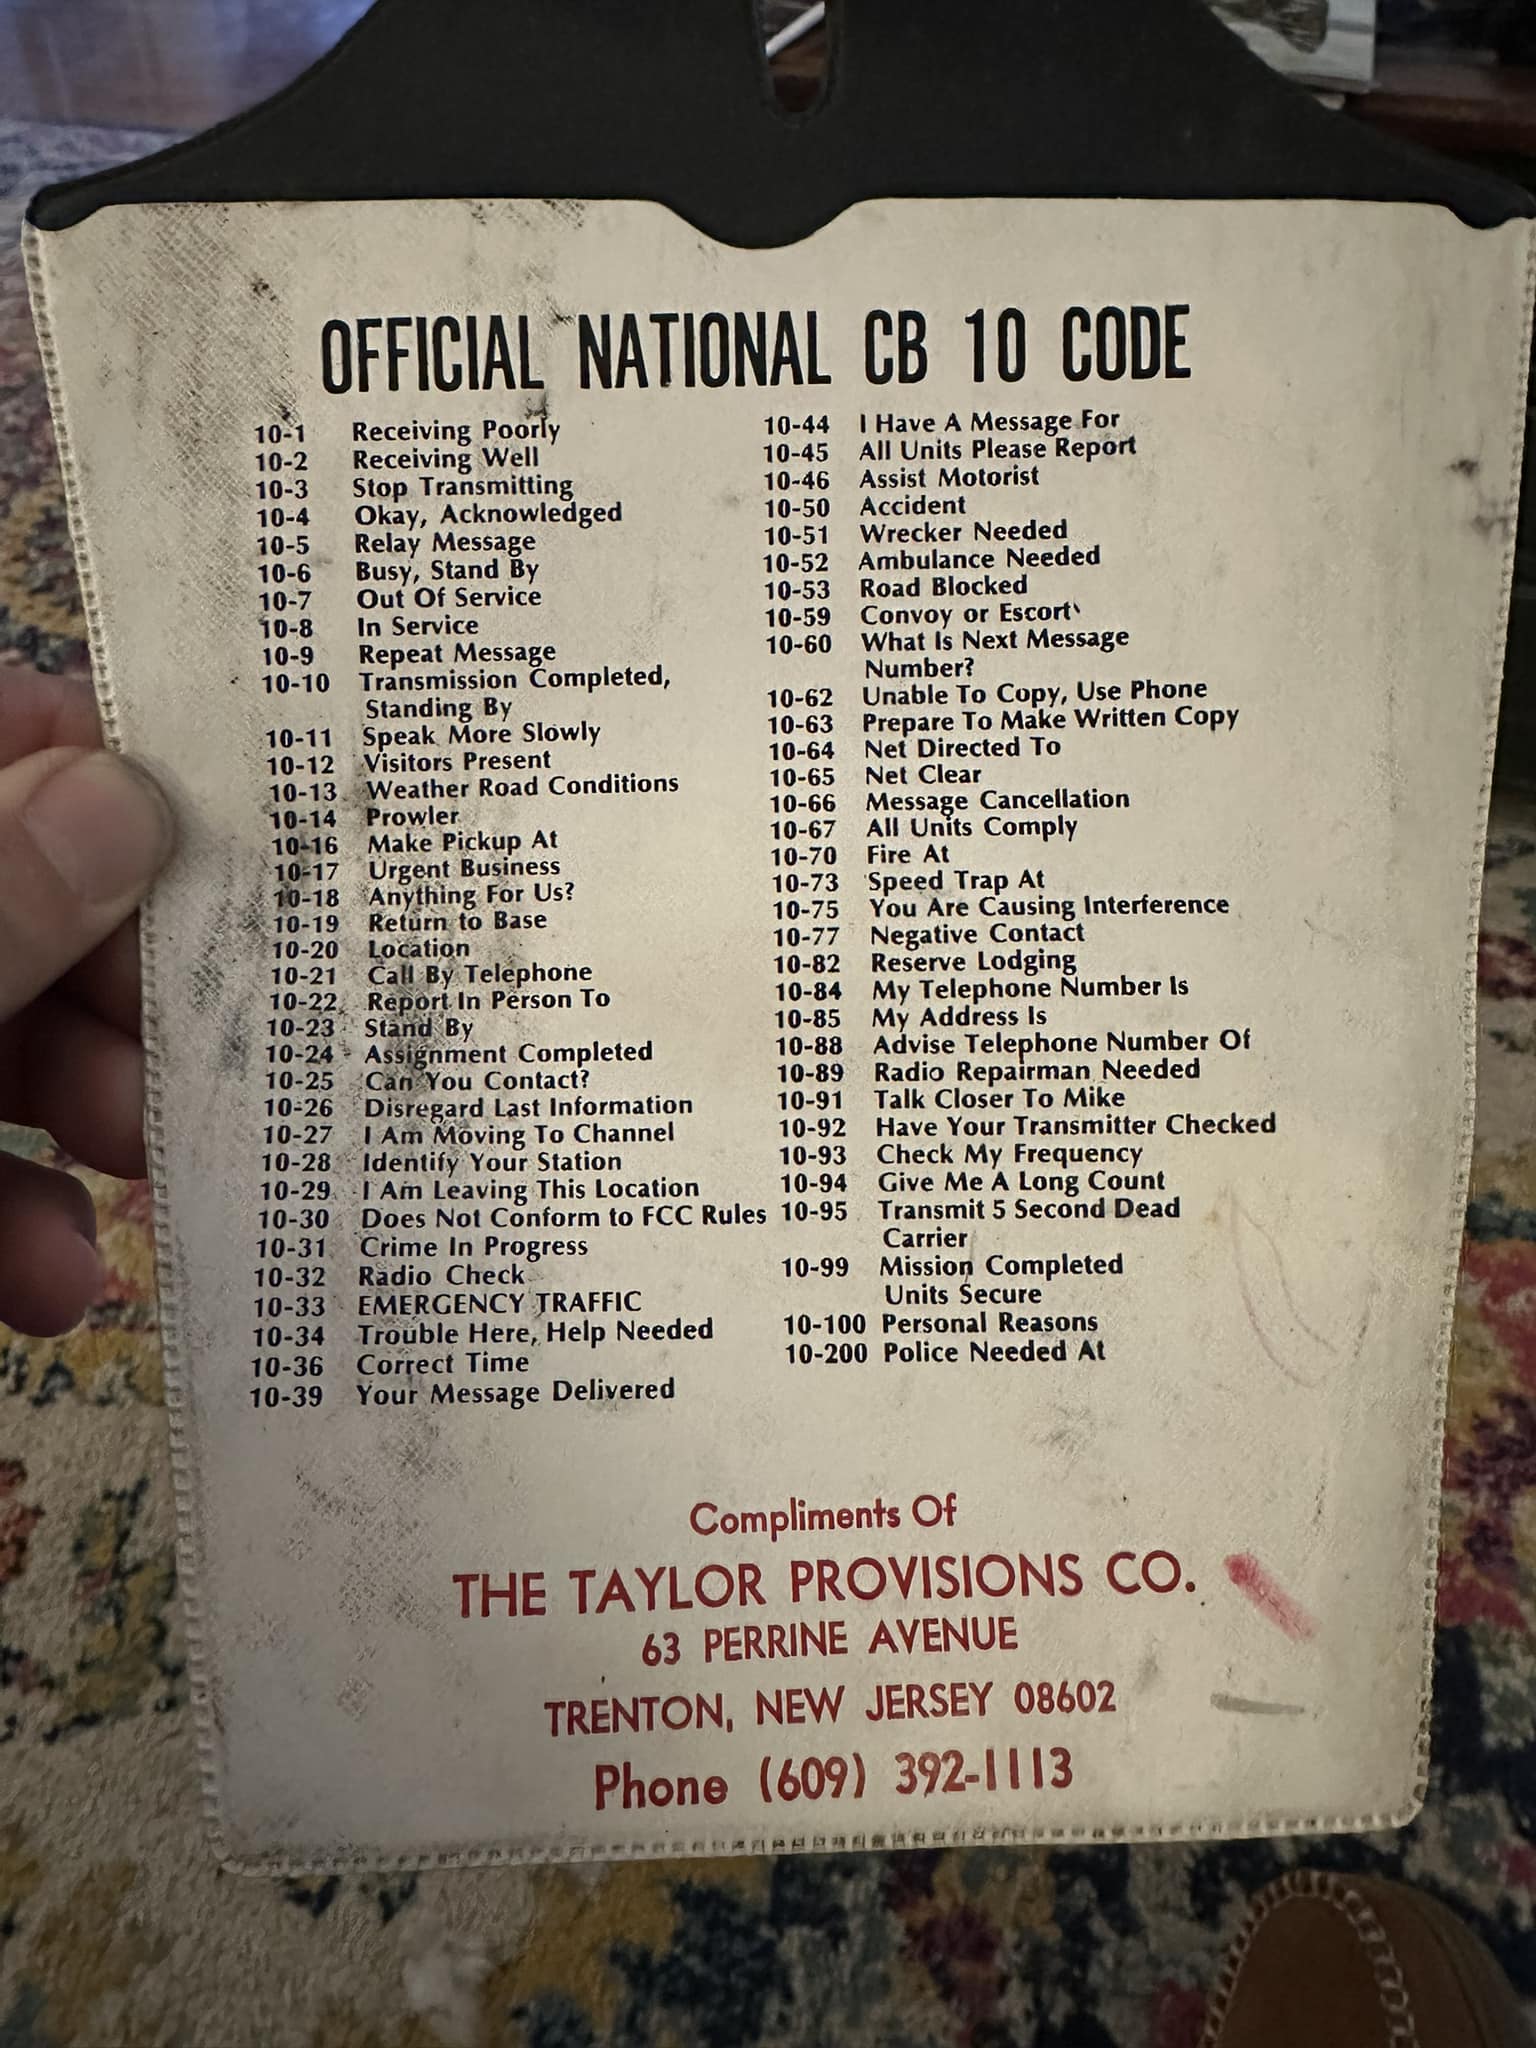 OFFICIAL NATIONAL CB 10 CODE
10-1 Receiving Poorly
10-2 Receiving Well
10-3 Stop Transmitting
10-4 Okay, Acknowledged
10-5 Relay Message
10-6 Busy, Stand By
10-7 Out Of Service
10-8 In Service
10-9 Repeat Message
10-10 Transmission Completed,
Standing By
10-11 Speak More Slowly
10-12 Visitors Present
10-13 Weather Road Conditions
10-14 Prowler
10-16 Make Pickup At
10-17 Urgent Business
10-18 Anything For Us?
10-19 Return to Base
10-20 Location
10-21 Call By Telephone
10-22 Report In Person To
10-23 Stand By
10-24 Assignment Completed
10-25 Can You Contact?
10-26 Disregard Last Information
10-27 I Am Moving To Channel
10-28 Identify Your Station
10-29 I Am Leaving This Location
10-30 Does Not Conform to FCC Rules
10-31 Crime In Progress
10-32 Radio Check
10-33 EMERGENCY TRAFFIC
10-34 Trouble Here, Help Needed
10-36 Correct Time
10-39 Your Message Delivered
10-44 I Have A Message For
10-45 All Units Please Report
10-46 Assist Motorist
10-50 Accident
10-51 Wrecker Needed
10-52 Ambulance Needed
10-53 Road Blocked
10-59 Convoy or Escort
10-60 What Is Next Message
Number?
10-62 Unable To Copy, Use Phone
10-63 Prepare To Make Written Copy
10-64 Net Directed To
10-65 Net Clear
10-66 Message Cancellation
10-67 All Units Comply
10-70 Fire At
10-73 Speed Trap At
10-75 You Are Causing Interference
10-77 Negative Contact
10-82 Reserve Lodging
10-84 My Telephone Number Is
10-85 My Address Is
10-88 Advise Telephone Number Of
10-89 Radio Repairman Needed
10-91 Talk Closer To Mike
10-92 Have Your Transmitter Checked
10-93 Check My Frequency
10-94 Give Me A Long Count
10-95 Transmit 5 Second Dead
Carrier
10-99 Mission Completed
Units Secure
10-100 Personal Reasons
10-200 Police Needed At
Compliments Of
THE TAYLOR PROVISIONS CO.
63 PERRINE AVENUE
TRENTON, NEW JERSEY 08602
Phone (609) 392-1113